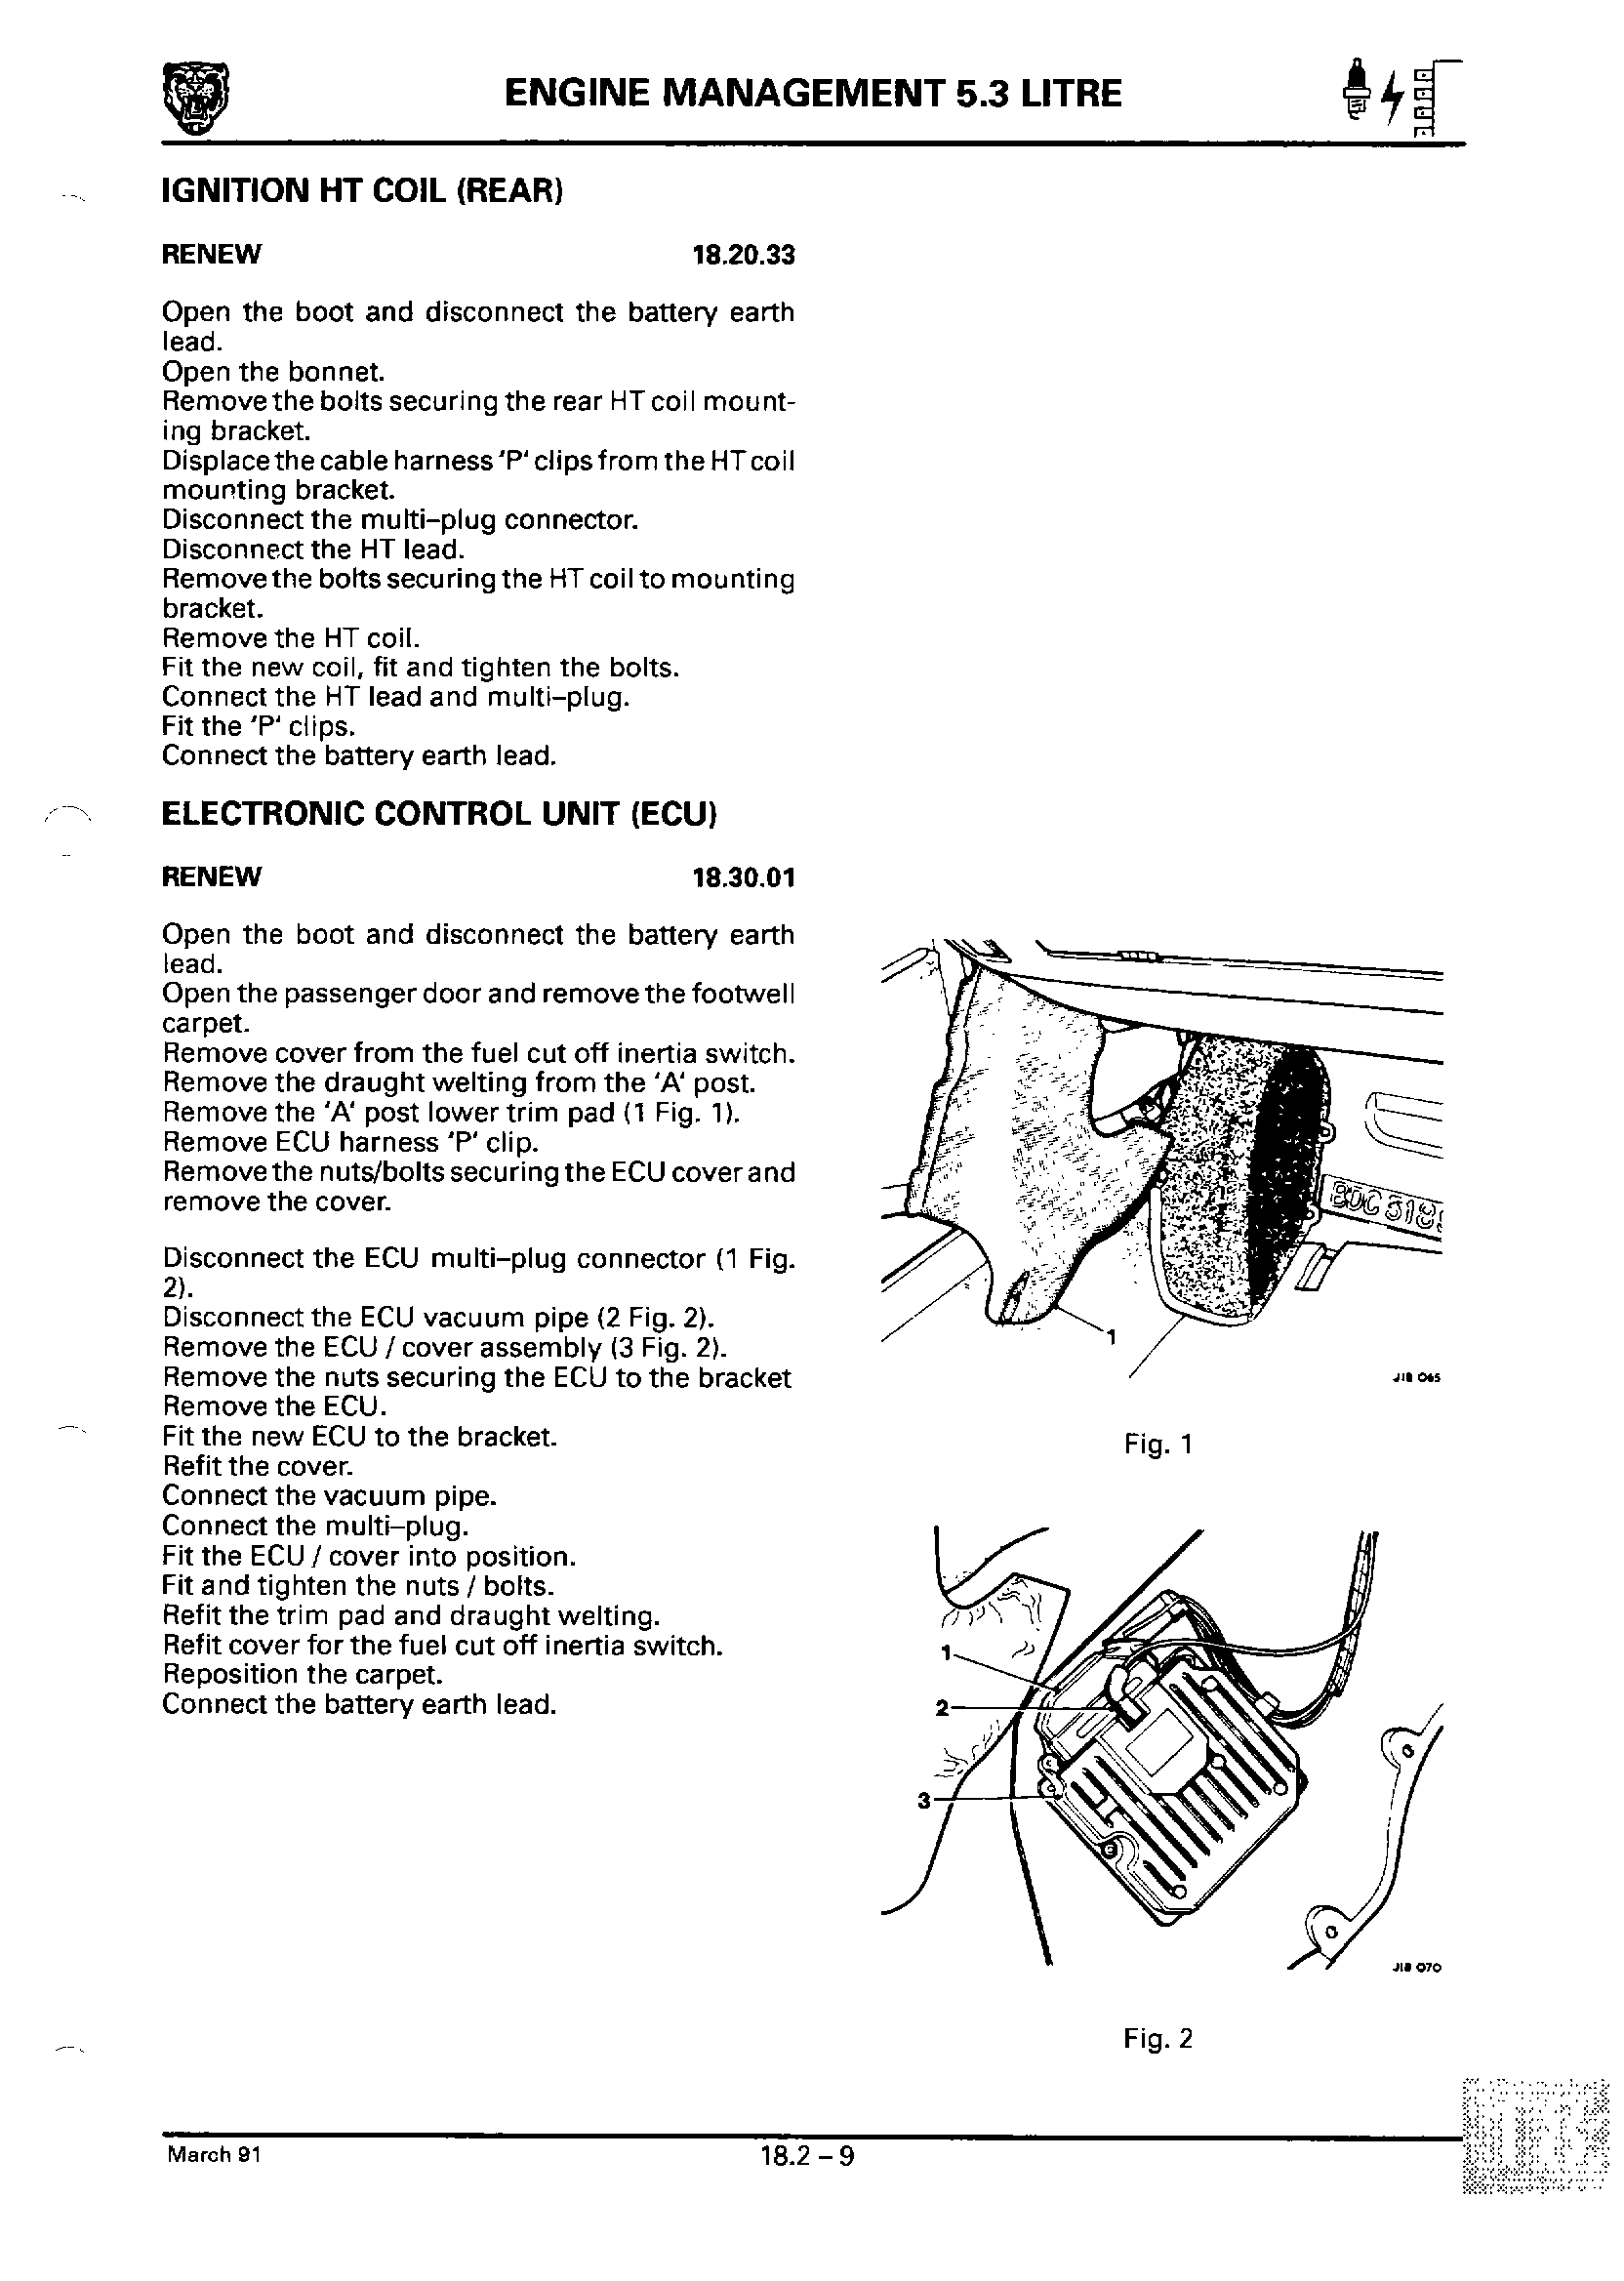 ENGINE MANAGEMENT 5.3 LITRE
IGNITION HT COIL (REAR)
RENEW 18.20.33
Open the boot and disconnect the battery earth
lead.
Open the bonnet.
Remove the bolts securing the rear HT coil mount-
ing bracket.
Displace the cable harness 'P' clips from the HT coil
mounting bracket.
Disconnect the multi-plug connector.
Disconnect the HT lead.
Remove the bolts securing the HT coil to mounting
bracket.
Remove the HT coil.
Fit the new coil, fit and tighten the bolts.
Connect the HT lead and multi-plug.
Fit the 'P' clips.
Connect the battery earth lead.
ELECTRONIC CONTROL UNIT (ECU)
RENEW 18.30.01
Open the boot and disconnect the battery earth
lead.
Open the passenger door and remove the footwell
carpet.
Remove cover from the fuel cut off inertia switch.
Remove the draught welting from the 'A' post.
Remove the 'A' post lower trim pad (1 Fig. 1).
Remove ECU harness 'P' clip.
Remove the nuts/bolts securing the ECU cover and
remove the cover.
Disconnect the ECU multi-plug connector (1 Fig.
2).
Disconnect the ECU vacuum pipe (2 Fig. 2).
Remove the ECU / cover assembly (3 Fig. 2).
Remove the nuts securing the ECU to the bracket
Remove the ECU.
Fit the new ECU to the bracket.
Refit the cover.
Connect the vacuum pipe.
Connect the multi-plug.
Fit the ECU / cover into position.
Fit and tighten the nuts / bolts.
Refit the trim pad and draught welting.
Refit cover for the fuel cut off inertia switch.
Reposition the carpet.
Connect the battery earth lead.
1
J18 065
Fig. 1
1
2
3
J18 070
Fig. 2
March 91
18.2 – 9